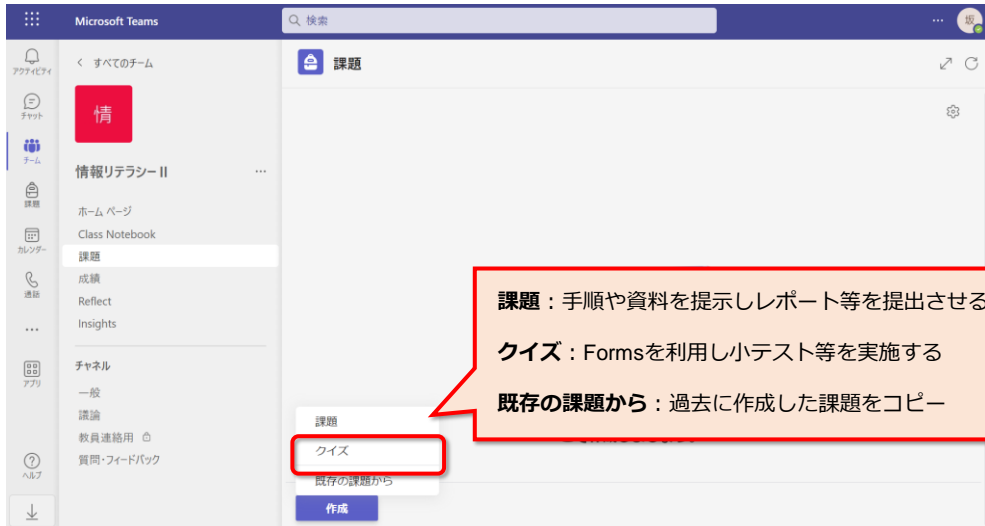 Microsoft Teams
検索
坂
アクティビティ
チャット
チーム
課題
カレンダー
通話
アプリ
ヘルプ
すべてのチーム
情
情報リテラシー II
ホーム ページ
Class Notebook
課題
成績
Reflect
Insights
チャネル
一般
議論
教員連絡用
質問・フィードバック
課題
課題：手順や資料を提示しレポート等を提出させる
クイズ：Formsを利用し小テスト等を実施する
既存の課題から：過去に作成した課題をコピー
課題
クイズ
既存の課題から
作成